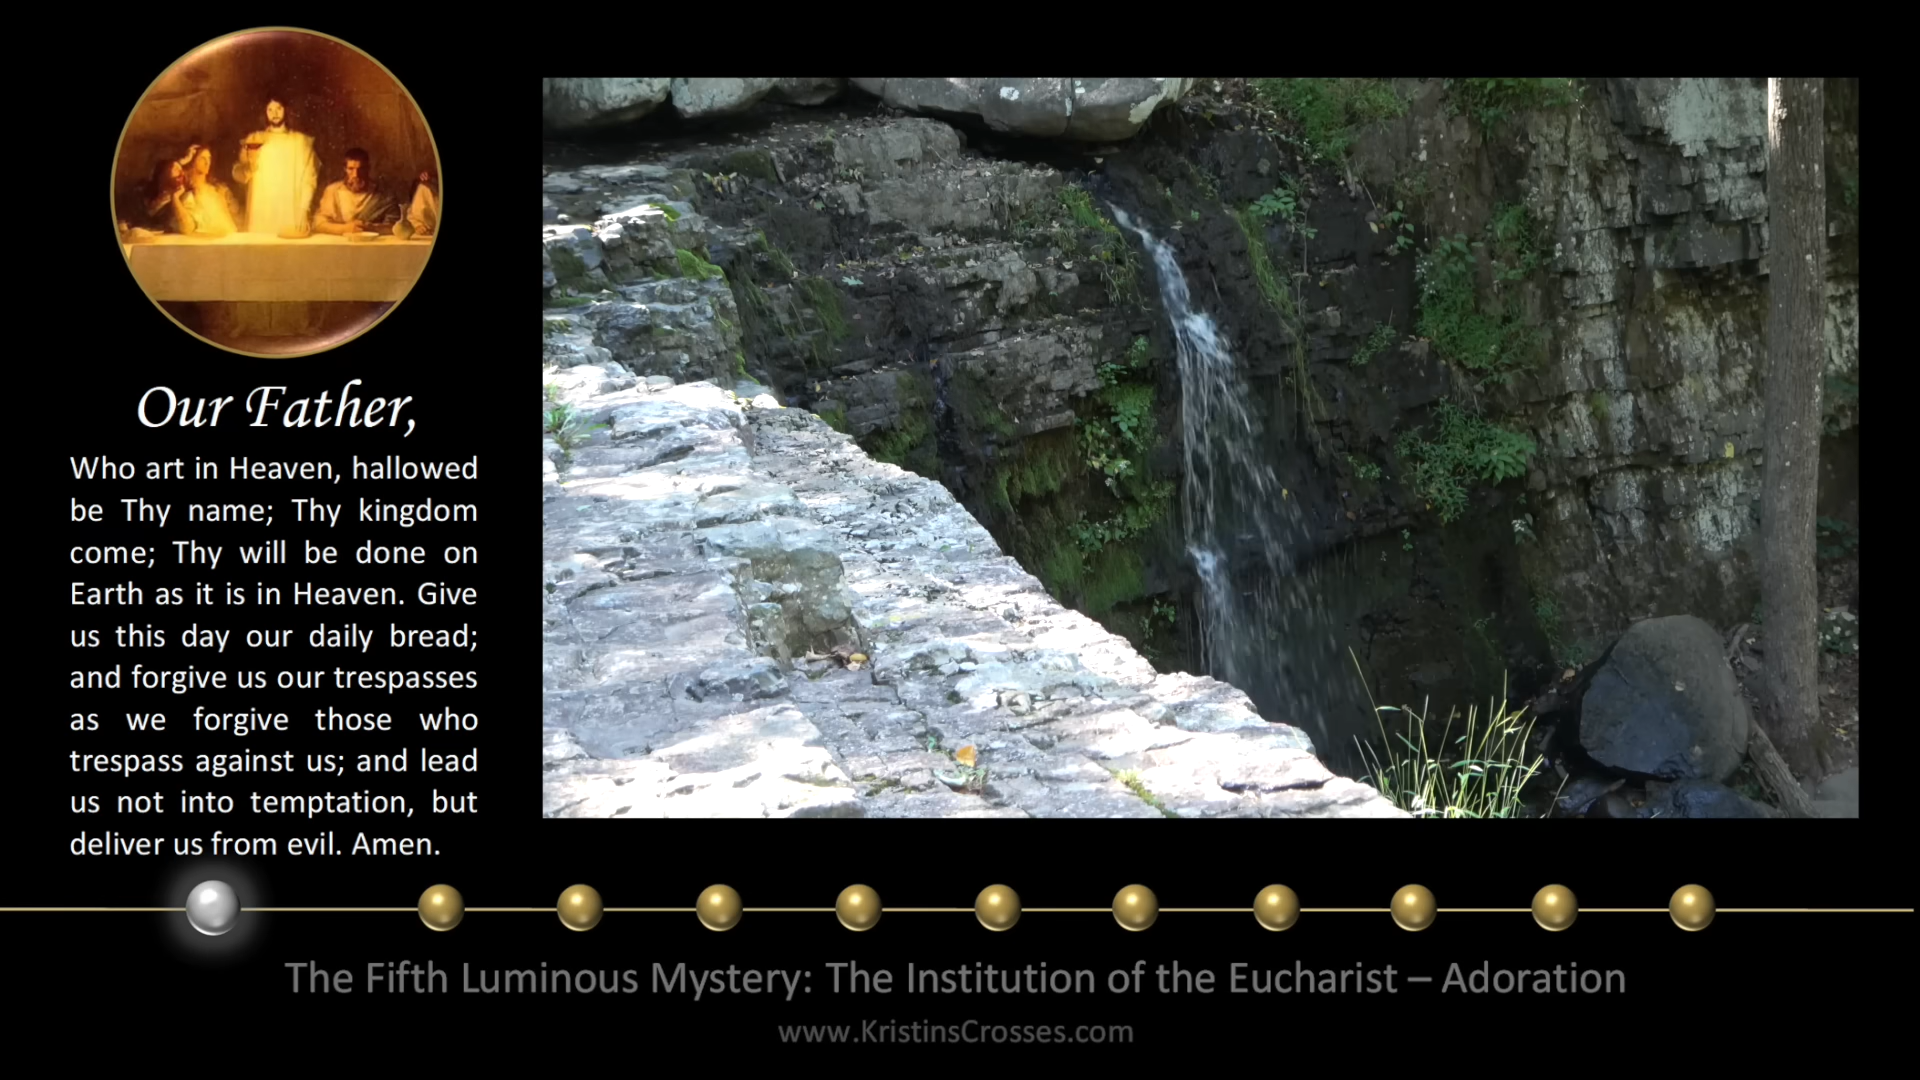 Our Father,
Who art in Heaven, hallowed
be Thy name; Thy kingdom
come; Thy will be done on
Earth as it is in Heaven. Give
us this day our daily bread;
and forgive us our trespasses
as we forgive those who
trespass against us; and lead
us not into temptation, but
deliver us from evil. Amen.
The Fifth Luminous Mystery: The Institution of the Eucharist – Adoration
www.KristinsCrosses.com